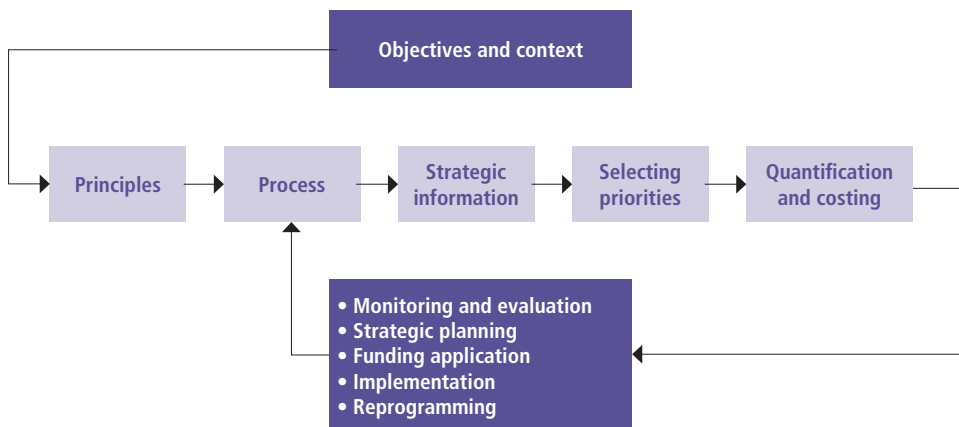 Objectives and context
Principles
Process
Strategic
information
Selecting
priorities
Quantification
and costing
• Monitoring and evaluation
• Strategic planning
• Funding application
• Implementation
• Reprogramming